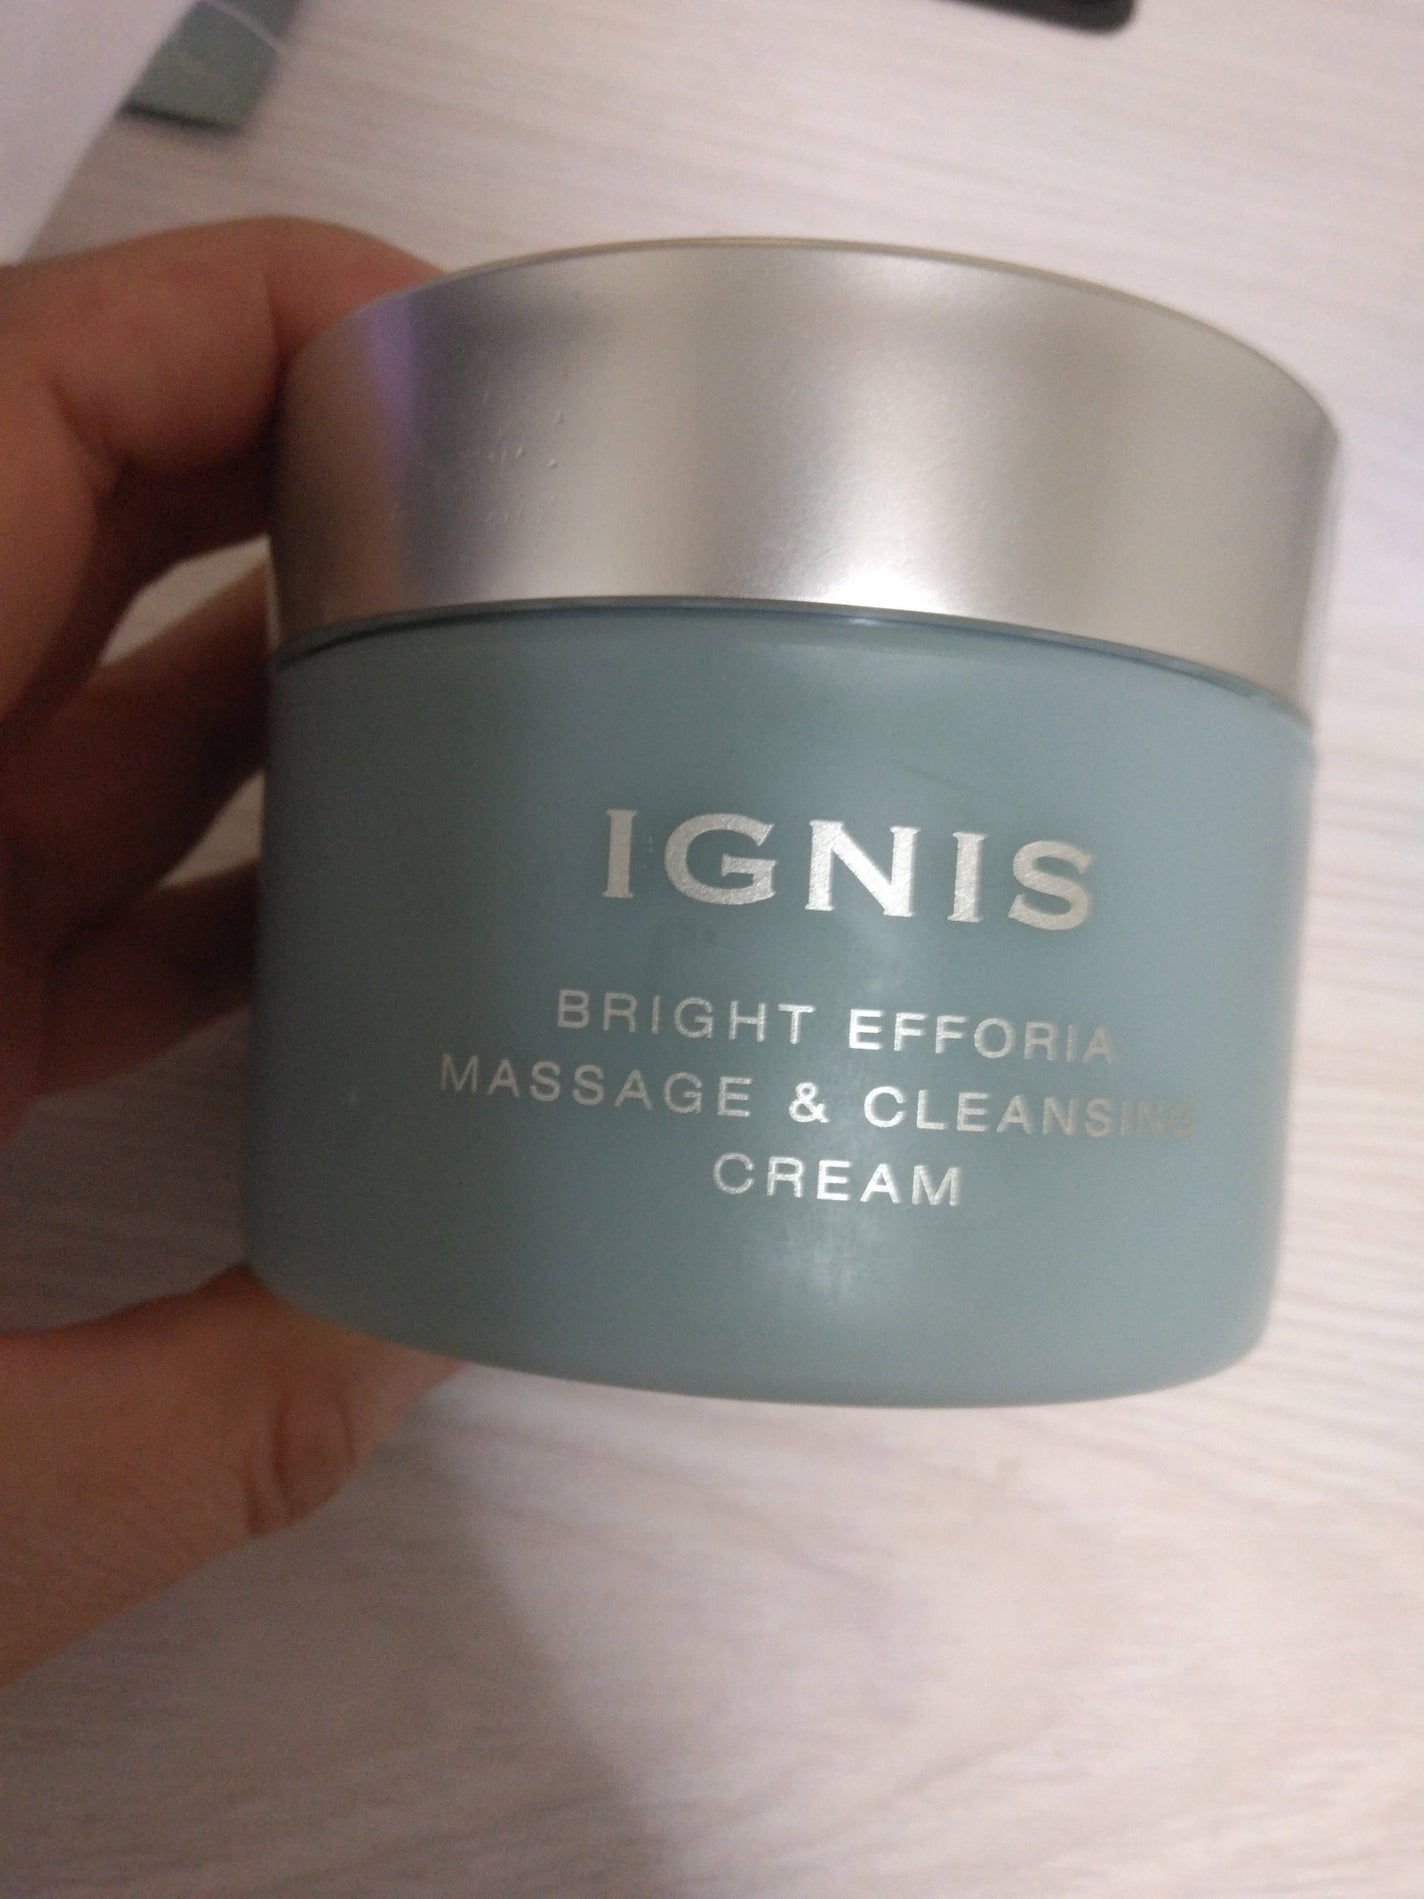 IGNIS
BRIGHT EFFORIA
MASSAGE & CLEANSING
CREAM